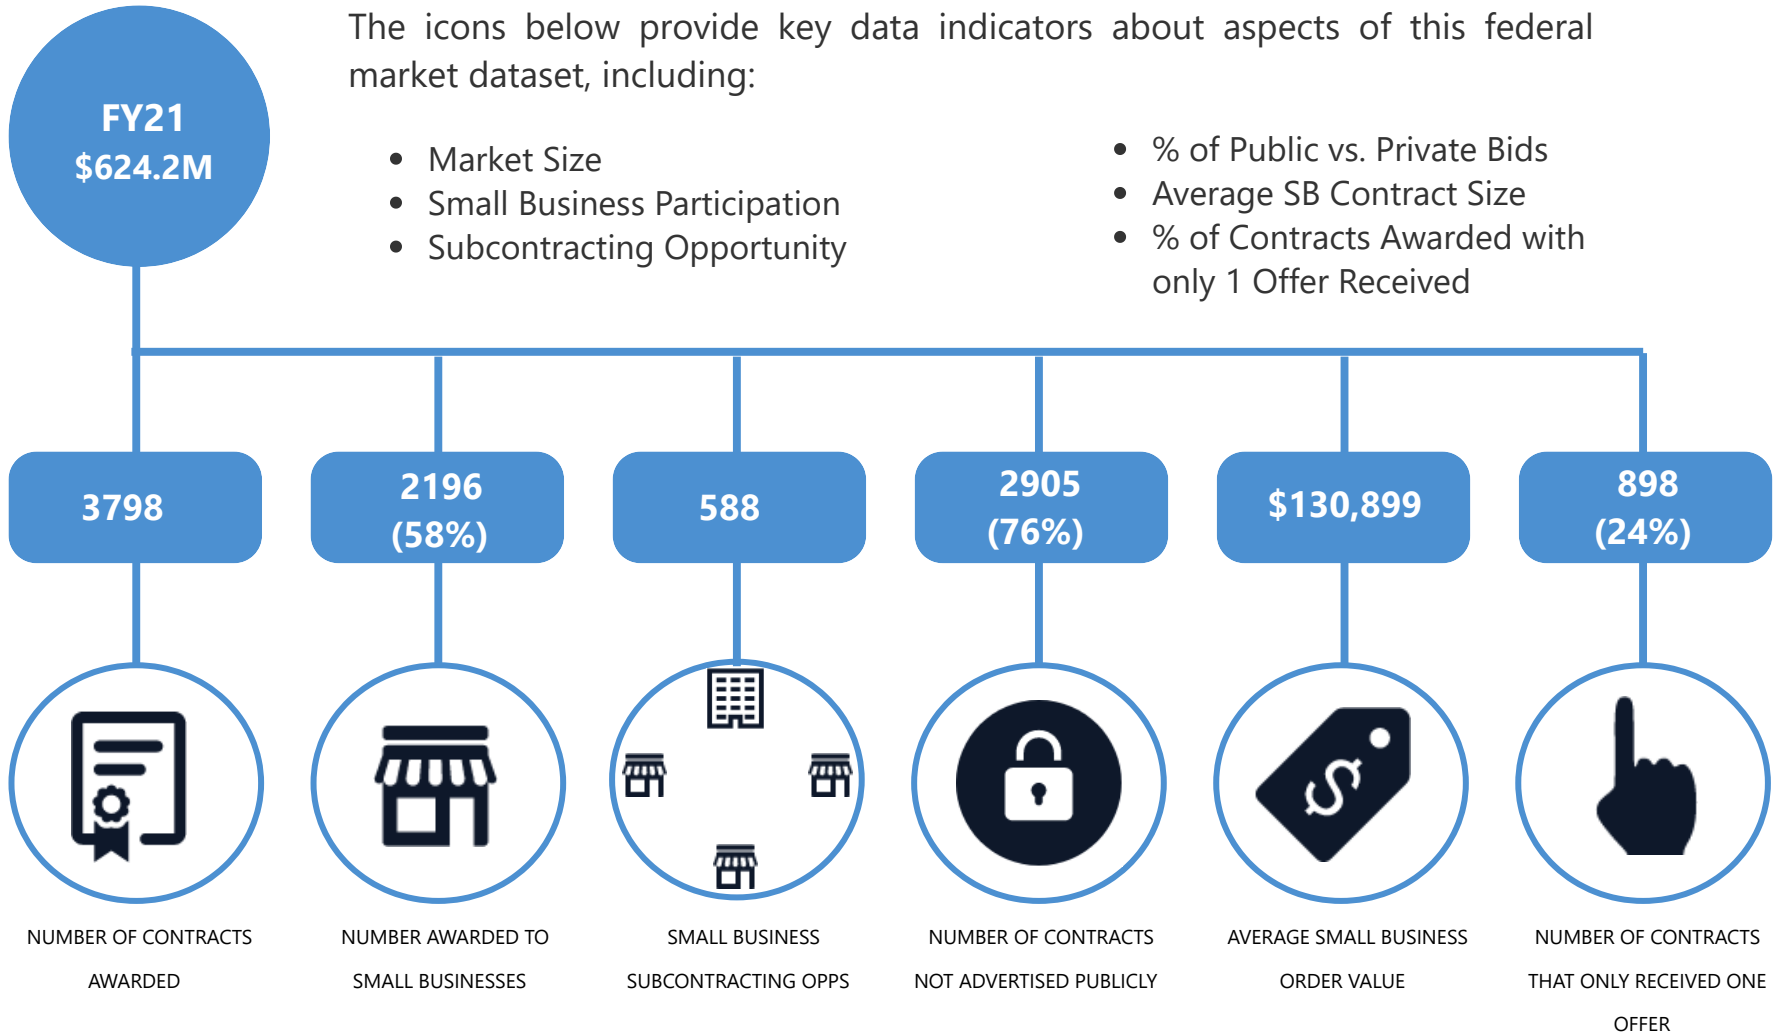 FY21
$624.2M
The icons below provide key data indicators about aspects of this federal
market dataset, including:
• Market Size
• Small Business Participation
• Subcontracting Opportunity
• % of Public vs. Private Bids
• Average SB Contract Size
• % of Contracts Awarded with
only 1 Offer Received
3798
2196
(58%)
588
2905
(76%)
$130,899
898
(24%)
$
NUMBER OF CONTRACTS
AWARDED
NUMBER AWARDED TO
SMALL BUSINESSES
SMALL BUSINESS
SUBCONTRACTING OPPS
NUMBER OF CONTRACTS
NOT ADVERTISED PUBLICLY
AVERAGE SMALL BUSINESS
ORDER VALUE
NUMBER OF CONTRACTS
THAT ONLY RECEIVED ONE
OFFER